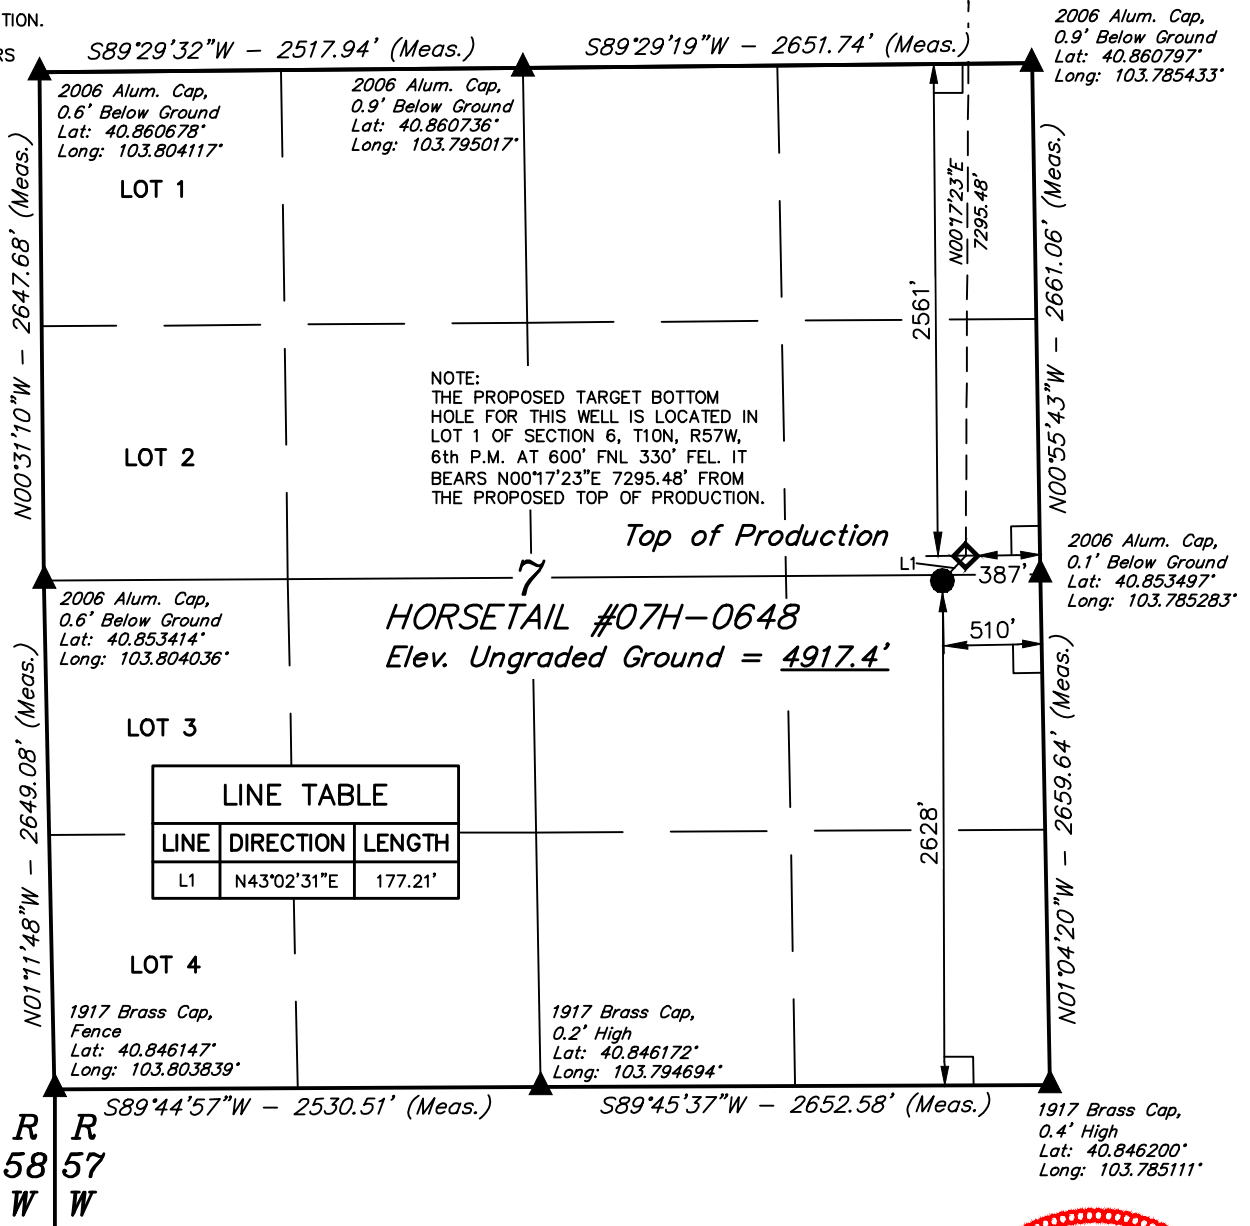 TION.
RS
S89°29'32"W - 2517.94' (Meas.)
S89°29'19"W - 2651.74' (Meas.)
2006 Alum. Cap,
0.9' Below Ground
Lat: 40.860797°
Long: 103.785433°
2006 Alum. Cap,
0.6' Below Ground
Lat: 40.860678°
Long: 103.804117°
2006 Alum. Cap,
0.9' Below Ground
Lat: 40.860736°
Long: 103.795017°
LOT 1
N00°31'10"W - 2647.68' (Meas.)
N00°17'23"E
7295.48'
2561'
N00°55'43"W - 2661.06' (Meas.)
NOTE:
THE PROPOSED TARGET BOTTOM
HOLE FOR THIS WELL IS LOCATED IN
LOT 1 OF SECTION 6, T10N, R57W,
6th P.M. AT 600' FNL 330' FEL. IT
BEARS N00°17'23"E 7295.48' FROM
THE PROPOSED TOP OF PRODUCTION.
LOT 2
Top of Production
L1
387'
2006 Alum. Cap,
0.1' Below Ground
Lat: 40.853497°
Long: 103.785283°
7
2006 Alum. Cap,
0.6' Below Ground
Lat: 40.853414°
Long: 103.804036°
HORSETAIL #07H-0648
Elev. Ungraded Ground = 4917.4'
510'
LOT 3
N01°11'48"W - 2649.08' (Meas.)
LINE TABLE
LINE DIRECTION LENGTH
L1 N43°02'31"E 177.21'
2628'
N01°04'20"W - 2659.64' (Meas.)
LOT 4
1917 Brass Cap,
Fence
Lat: 40.846147°
Long: 103.803839°
1917 Brass Cap,
0.2' High
Lat: 40.846172°
Long: 103.794694°
S89°44'57"W - 2530.51' (Meas.)
S89°45'37"W - 2652.58' (Meas.)
1917 Brass Cap,
0.4' High
Lat: 40.846200°
Long: 103.785111°
R R
58 57
W W